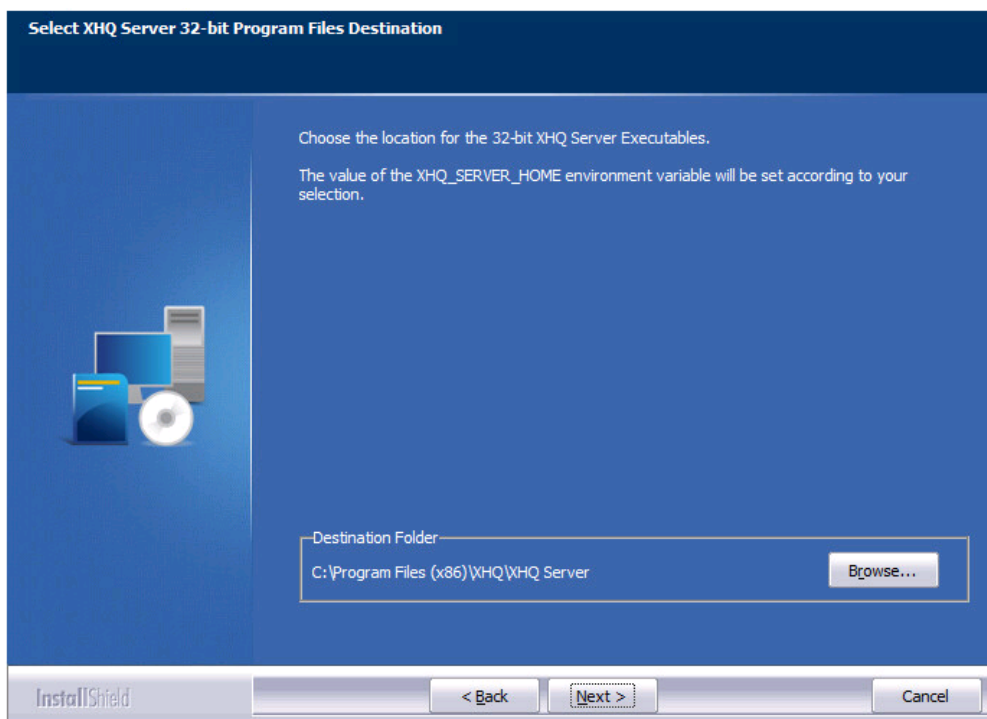 Select XHQ Server 32-bit Program Files Destination
Choose the location for the 32-bit XHQ Server Executables.
The value of the XHQ_SERVER_HOME environment variable will be set according to your
selection.
Destination Folder
C:\Program Files (x86)\XHQ\XHQ Server
Browse...
InstallShield
< Back
Next >
Cancel